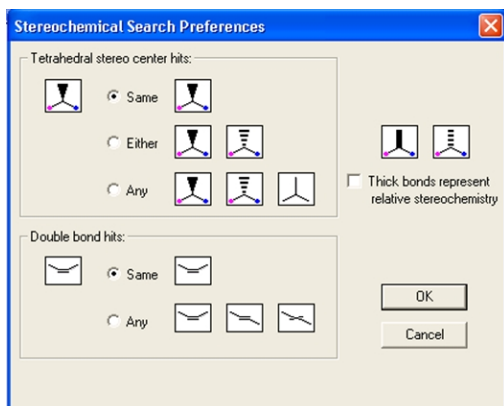 Stereochemical Search Preferences
Tetrahedral stereo center hits:
Same
Either
Any
Thick bonds represent
relative stereochemistry
Double bond hits:
Same
Any
OK
Cancel